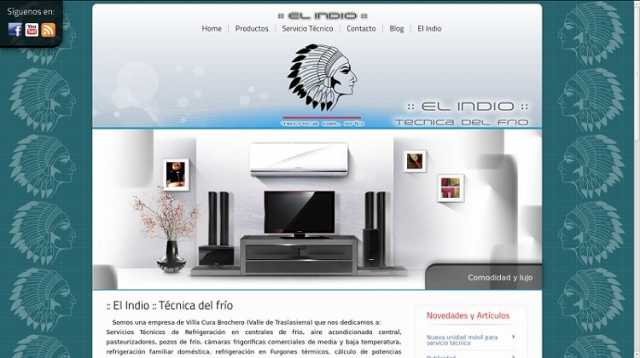 Síguenos en:
:: EL INDIO ::
Home
Productos
Servicio Técnico
Contacto
Blog
El Indio
:: EL INDIO ::
TECNICA DEL FRIO
Comodidad y lujo
:: El Indio :: Técnica del frío
Somos una empresa de Villa Cura Brochero (Valle de Traslasierra) que nos dedicamos a:
Servicios Técnicos de Refrigeración en centrales de frío, aire acondicionado central,
pasteurizadores, pozos de frío, cámaras frigoríficas comerciales de media y baja temperatura,
refrigeración familiar doméstica, refrigeración en furgones térmicos, cálculo de potencias
Novedades y Artículos
Nueva unidad móvil para
servicio técnico
Publicidad